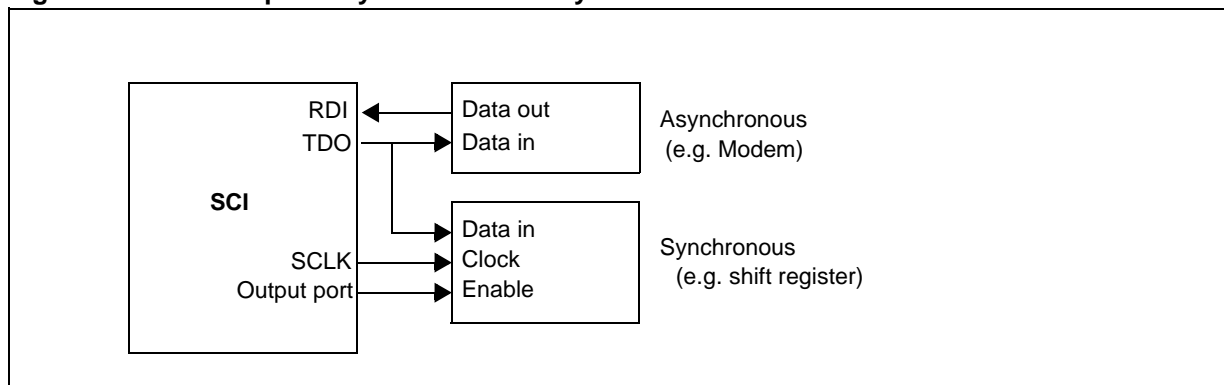 RDI
TDO
SCI
SCLK
Output port
Data out
Data in
Asynchronous
(e.g. Modem)
Data in
Clock
Enable
Synchronous
(e.g. shift register)